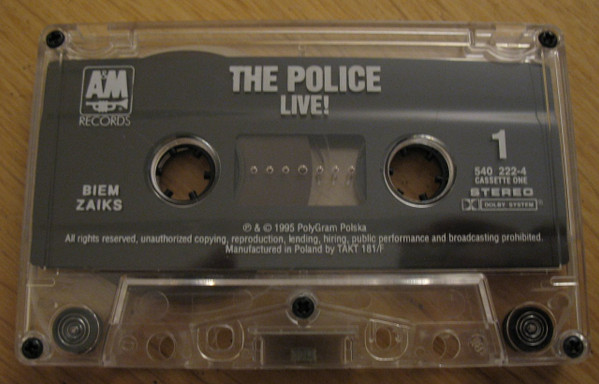 A&M
RECORDS
THE POLICE
LIVE!
1
540 222-4
CASSETTE ONE
STEREO
DOLBY SYSTEM®
BIEM
ZAIKS
℗ & © 1995 PolyGram Polska
All rights reserved, unauthorized copying, reproduction, lending, hiring, public performance and broadcasting prohibited.
Manufactured in Poland by TAKT 181/F